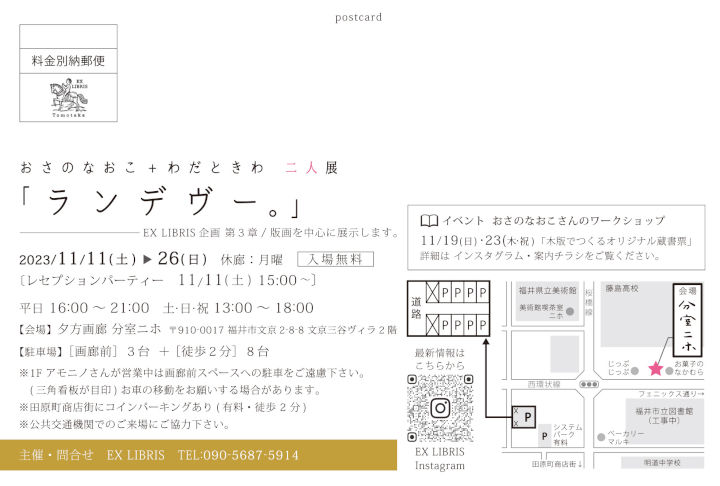 postcard
料金別納郵便
EX
LIBRIS
Tomotaka
おさのなおこ + わだときわ 二人展
「ランデヴー。」
EX LIBRIS 企画 第3章 / 版画を中心に展示します。
2023/11/11(土) ▶ 26(日) 休廊：月曜 入場無料
〔レセプションパーティー 11/11(土) 15:00〜〕
平日 16:00 〜 21:00 土·日·祝 13:00 〜 18:00
【会場】夕方画廊 分室ニホ 〒910-0017 福井市文京 2-8-8 文京三谷ヴィラ2階
【駐車場】［画廊前］3台 ＋［徒歩2分］8台
※1F アモニノさんが営業中は画廊前スペースへの駐車をご遠慮下さい。
(三角看板が目印) お車の移動をお願いする場合があります。
※田原町商店街にコインパーキングあり (有料・徒歩2分)
※公共交通機関でのご来場にご協力下さい。
主催・問合せ EX LIBRIS TEL:090-5687-5914
イベント おさのなおこさんのワークショップ
11/19(日)·23(木·祝)「木版でつくるオリジナル蔵書票」
詳細は インスタグラム・案内チラシをご覧ください。
道路
X P P P P
X P P P P
最新情報は
こちらから
EX LIBRIS
Instagram
福井県立美術館
美術館喫茶室
ニホ
桜橋線
藤島高校
会場
分室ニホ
じっぷ
じっぷ
お菓子の
なかむら
西環状線
フェニックス通り→
福井市立図書館
(工事中)
X
X
P
P
システム
パーク
有料
ベーカリー
マルキ
田原町商店街↓
明道中学校